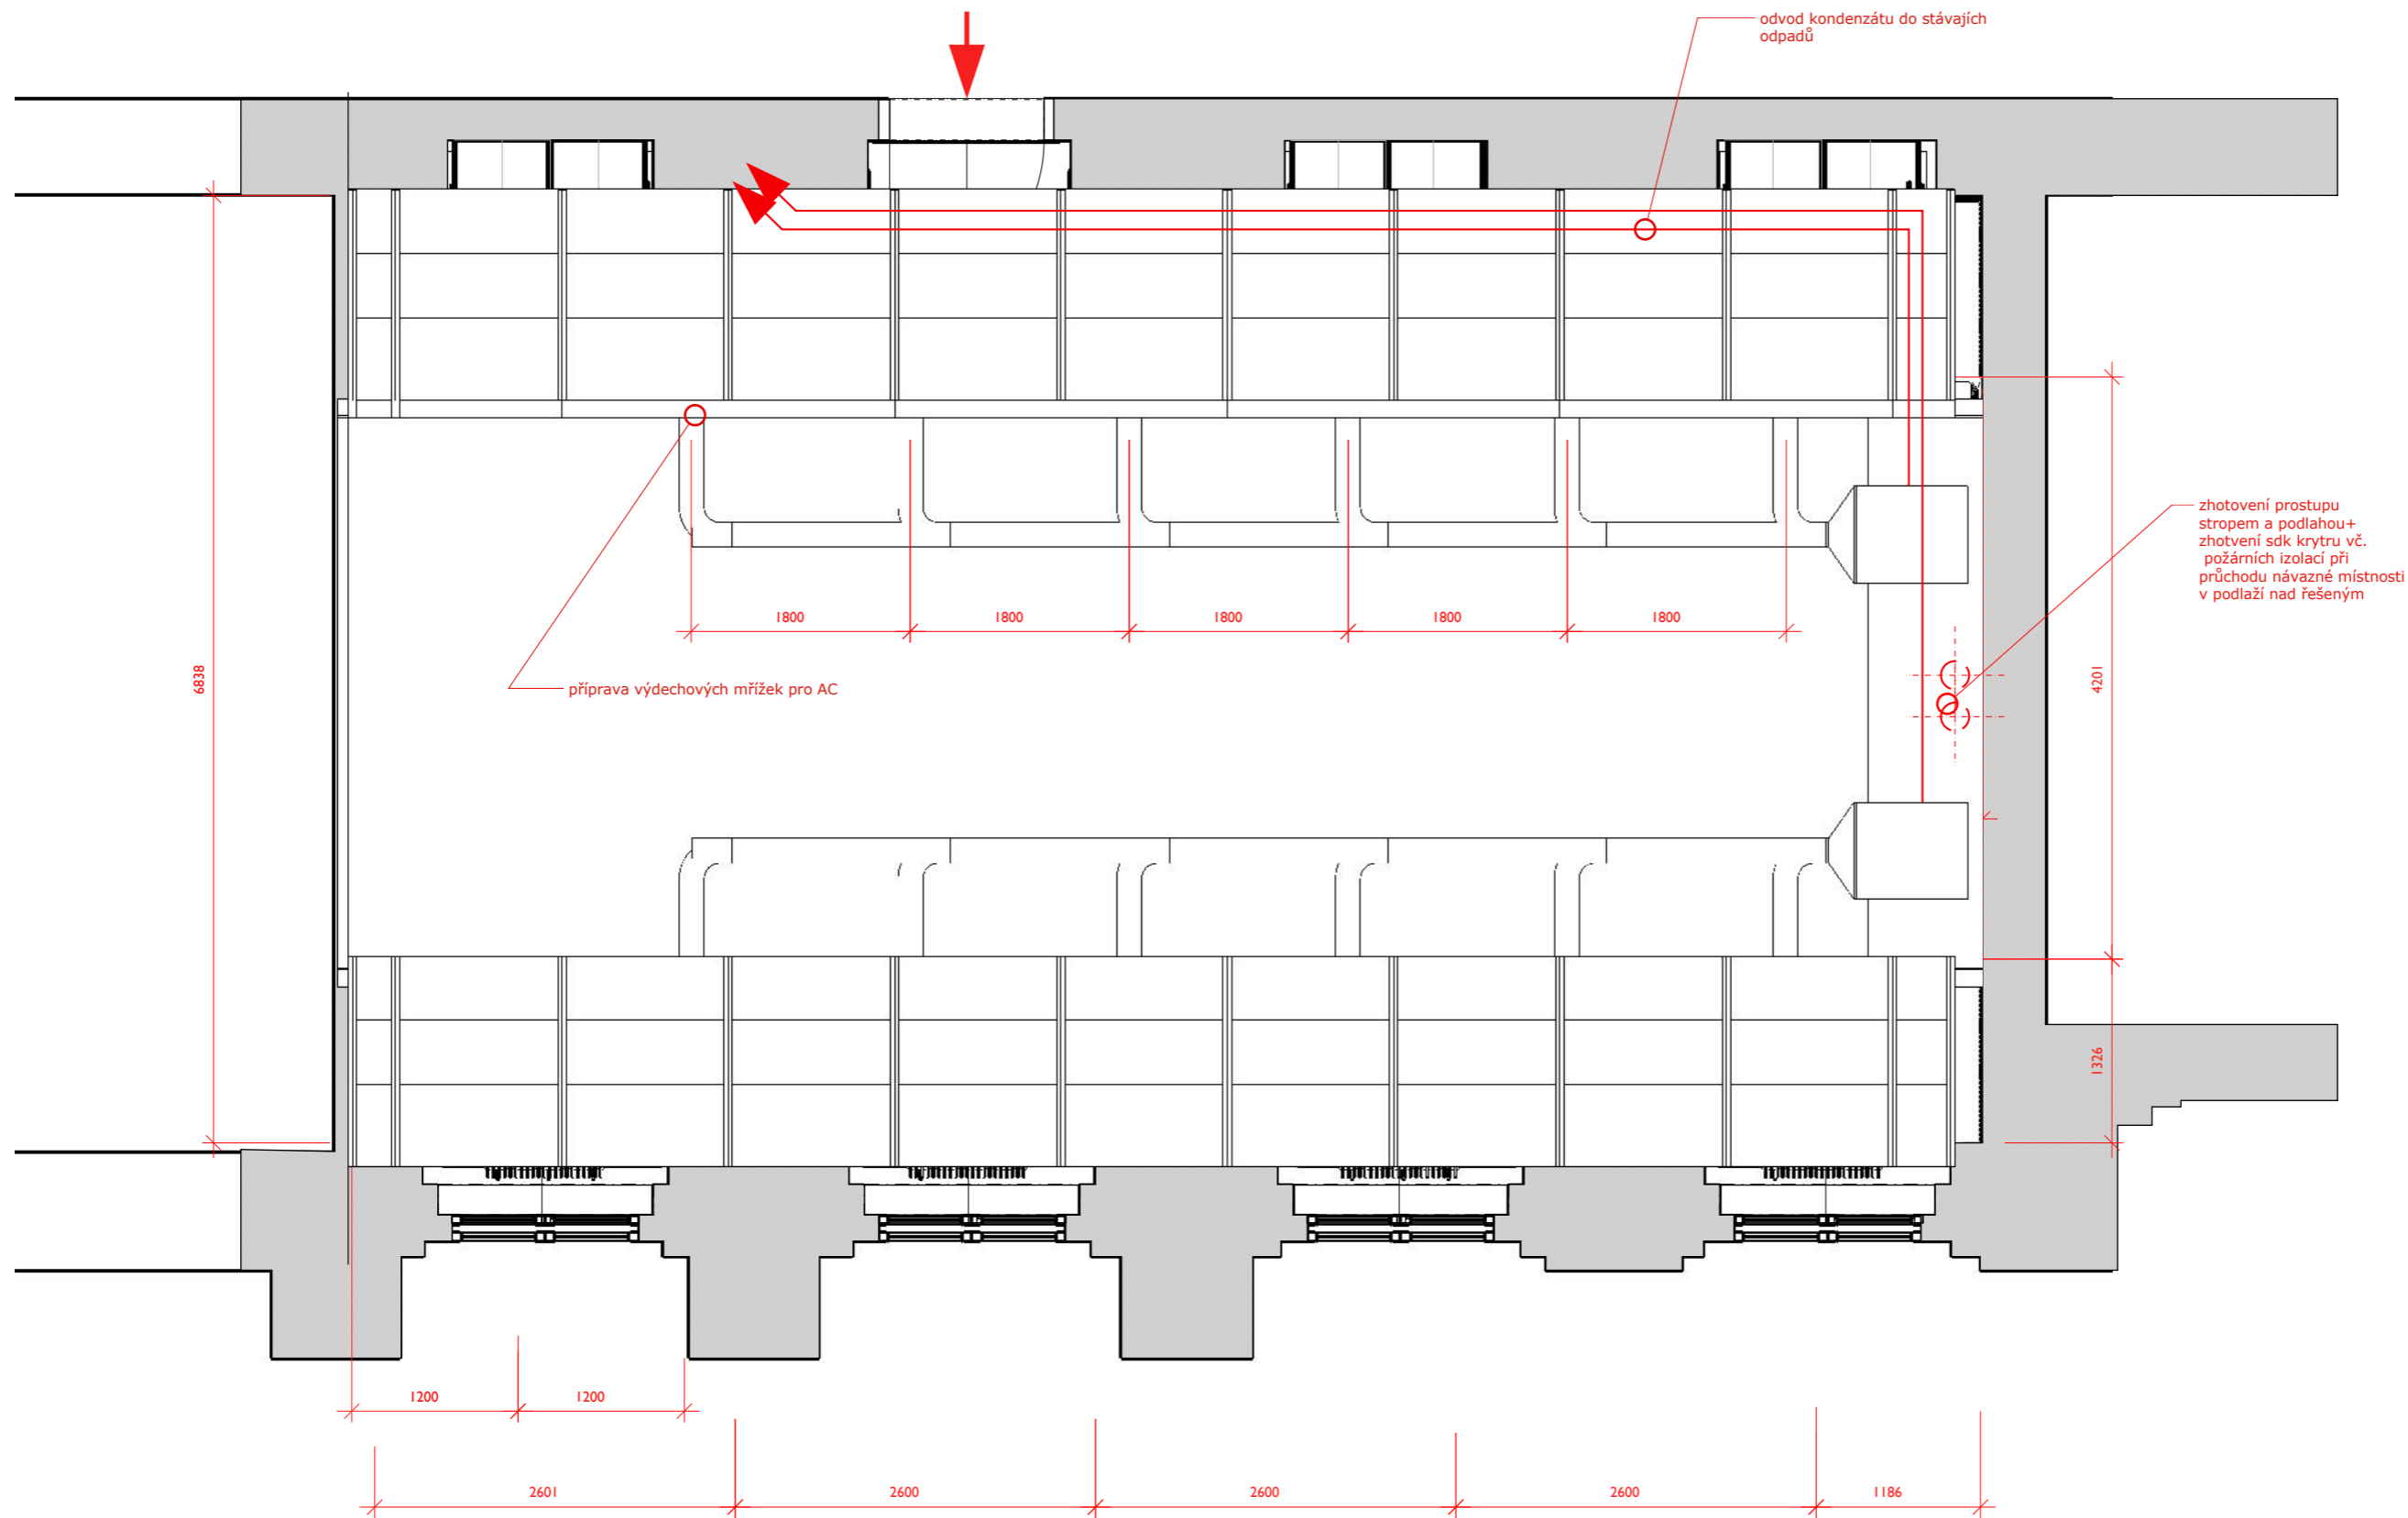 odvod kondenzátu do stávajích
odpadů
zhotovení prostupu
stropem a podlahou+
zhotvení sdk krytru vč.
požárních izolací při
průchodu návazné místnosti
v podlaží nad řešeným
1800
1800
1800
1800
1800
6838
4201
příprava výdechových mřížek pro AC
1326
1200
1200
2601
2600
2600
2600
1186